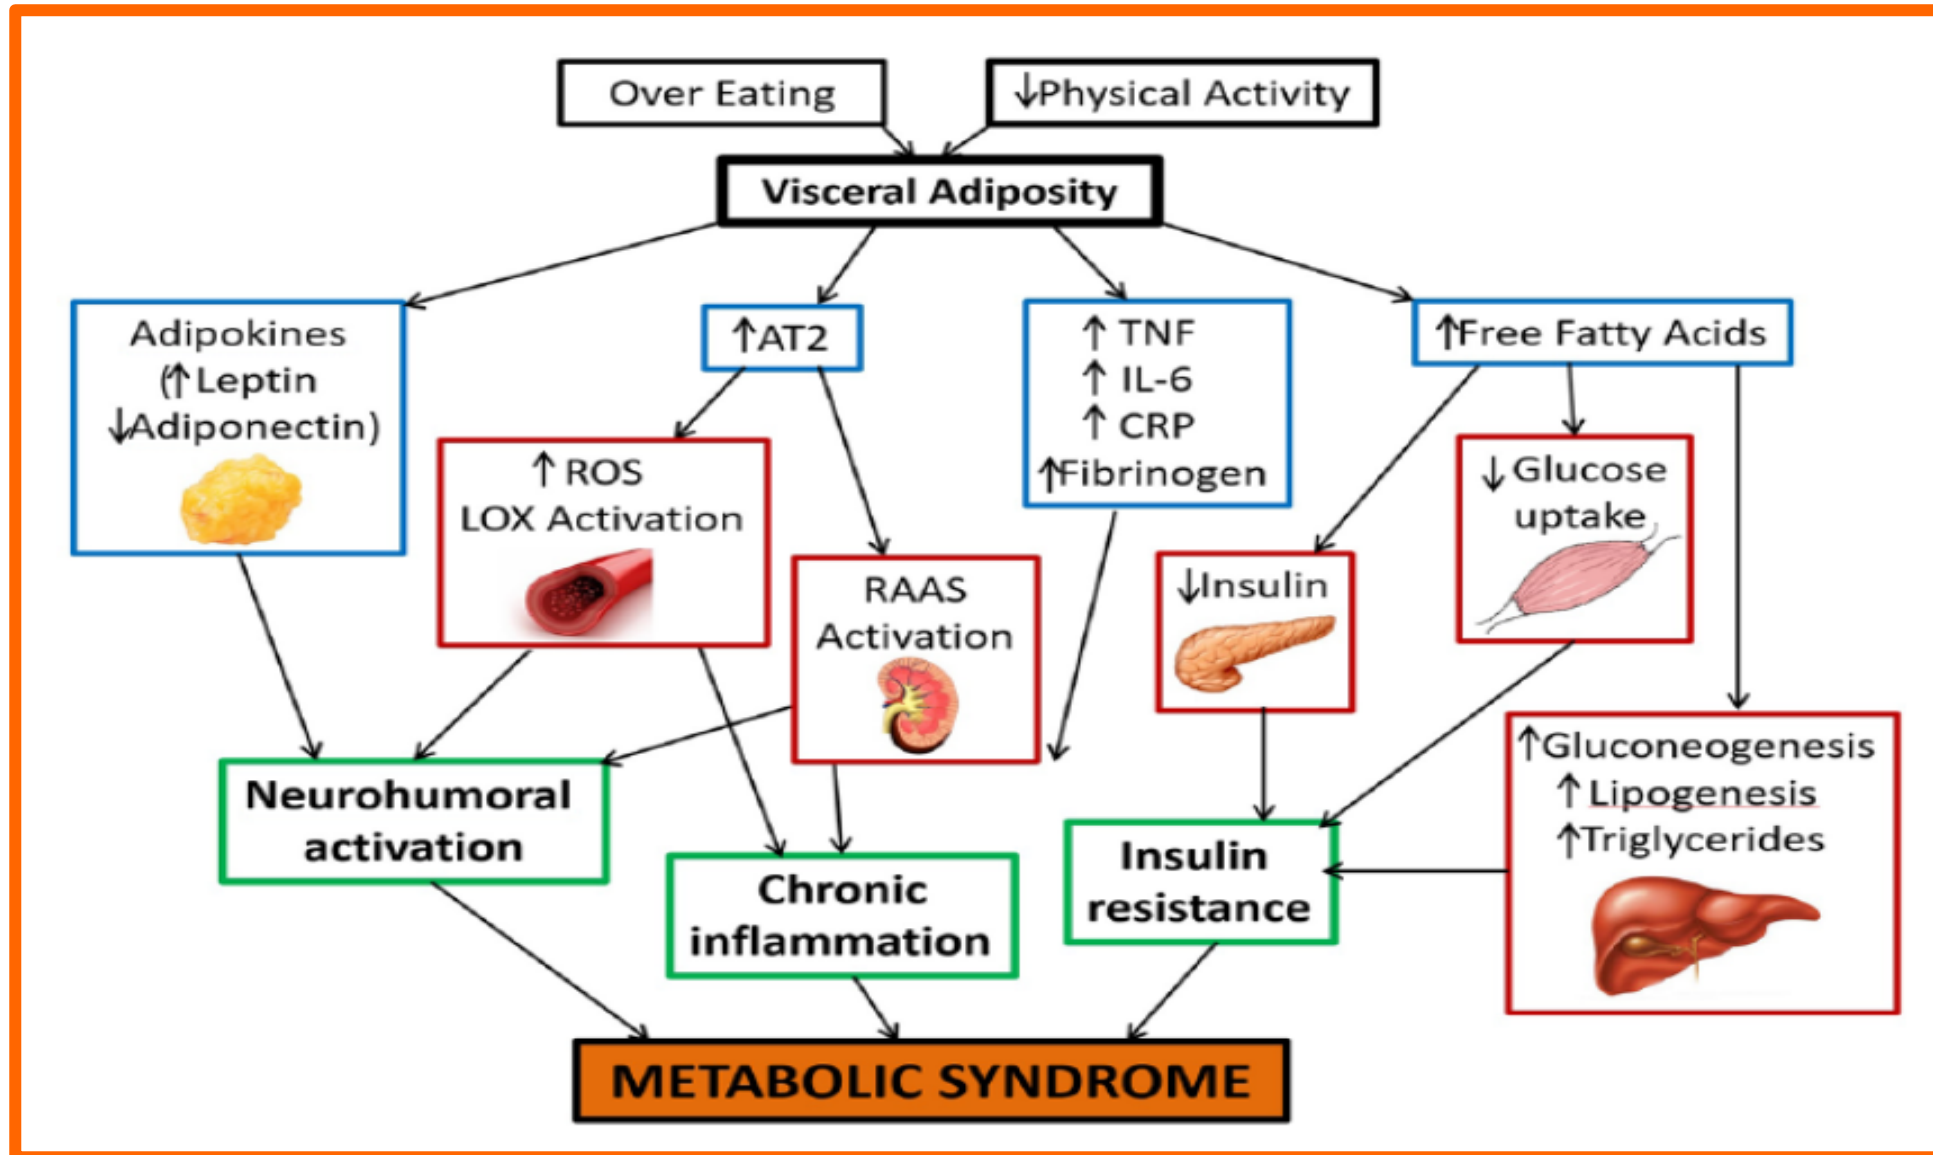 Over Eating
↓Physical Activity
Visceral Adiposity
Adipokines
(↑Leptin
↓Adiponectin)
↑AT2
↑ TNF
↑ IL-6
↑ CRP
↑Fibrinogen
↑Free Fatty Acids
↑ ROS
LOX Activation
RAAS
Activation
↓Insulin
↓ Glucose
uptake
↑Gluconeogenesis
↑ Lipogenesis
↑Triglycerides
Neurohumoral
activation
Chronic
inflammation
Insulin
resistance
METABOLIC SYNDROME